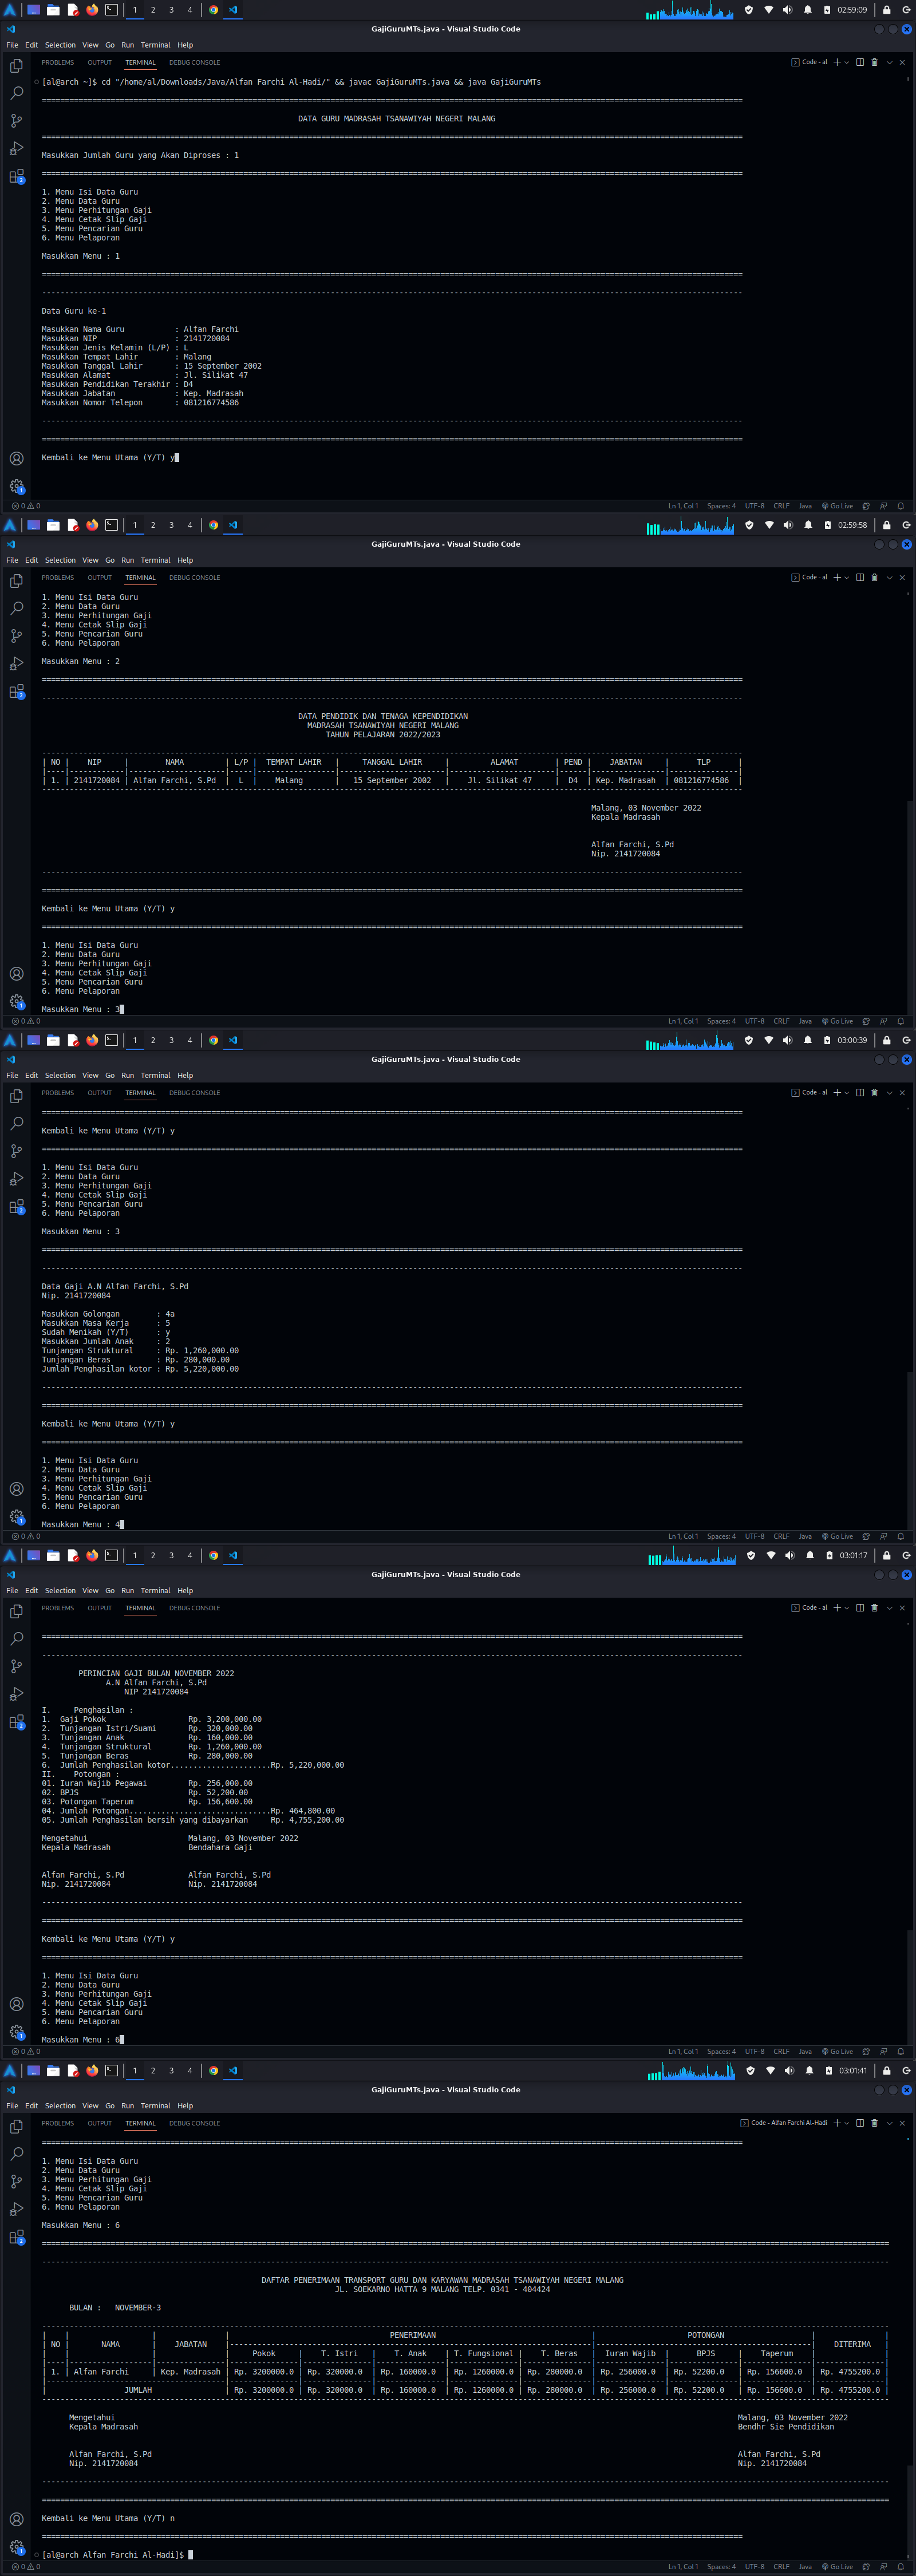 1 2 3 4 02:59:09
GajiGuruMTs.java - Visual Studio Code
File Edit Selection View Go Run Terminal Help
PROBLEMS OUTPUT TERMINAL DEBUG CONSOLE Code - al
[al@arch ~]$ cd "/home/al/Downloads/Java/Alfan Farchi Al-Hadi/" && javac GajiGuruMTs.java && java GajiGuruMTs
DATA GURU MADRASAH TSANAWIYAH NEGERI MALANG
Masukkan Jumlah Guru yang Akan Diproses : 1
1. Menu Isi Data Guru
2. Menu Data Guru
3. Menu Perhitungan Gaji
4. Menu Cetak Slip Gaji
5. Menu Pencarian Guru
6. Menu Pelaporan
Masukkan Menu : 1
Data Guru ke-1
Masukkan Nama Guru : Alfan Farchi
Masukkan NIP : 2141720084
Masukkan Jenis Kelamin (L/P) : L
Masukkan Tempat Lahir : Malang
Masukkan Tanggal Lahir : 15 September 2002
Masukkan Alamat : Jl. Silikat 47
Masukkan Pendidikan Terakhir : D4
Masukkan Jabatan : Kep. Madrasah
Masukkan Nomor Telepon : 081216774586
Kembali ke Menu Utama (Y/T) y
0 0 Ln 1, Col 1 Spaces: 4 UTF-8 CRLF Java Go Live
1 2 3 4 02:59:58
GajiGuruMTs.java - Visual Studio Code
File Edit Selection View Go Run Terminal Help
PROBLEMS OUTPUT TERMINAL DEBUG CONSOLE Code - al
1. Menu Isi Data Guru
2. Menu Data Guru
3. Menu Perhitungan Gaji
4. Menu Cetak Slip Gaji
5. Menu Pencarian Guru
6. Menu Pelaporan
Masukkan Menu : 2
DATA PENDIDIK DAN TENAGA KEPENDIDIKAN
MADRASAH TSANAWIYAH NEGERI MALANG
TAHUN PELAJARAN 2022/2023
| NO | NIP | NAMA | L/P | TEMPAT LAHIR | TANGGAL LAHIR | ALAMAT | PEND | JABATAN | TLP |
| 1. | 2141720084 | Alfan Farchi, S.Pd | L | Malang | 15 September 2002 | Jl. Silikat 47 | D4 | Kep. Madrasah | 081216774586 |
Malang, 03 November 2022
Kepala Madrasah
Alfan Farchi, S.Pd
Nip. 2141720084
Kembali ke Menu Utama (Y/T) y
1. Menu Isi Data Guru
2. Menu Data Guru
3. Menu Perhitungan Gaji
4. Menu Cetak Slip Gaji
5. Menu Pencarian Guru
6. Menu Pelaporan
Masukkan Menu : 3
0 0 Ln 1, Col 1 Spaces: 4 UTF-8 CRLF Java Go Live
1 2 3 4 03:00:39
GajiGuruMTs.java - Visual Studio Code
File Edit Selection View Go Run Terminal Help
PROBLEMS OUTPUT TERMINAL DEBUG CONSOLE Code - al
Kembali ke Menu Utama (Y/T) y
1. Menu Isi Data Guru
2. Menu Data Guru
3. Menu Perhitungan Gaji
4. Menu Cetak Slip Gaji
5. Menu Pencarian Guru
6. Menu Pelaporan
Masukkan Menu : 3
Data Gaji A.N Alfan Farchi, S.Pd
Nip. 2141720084
Masukkan Golongan : 4a
Masukkan Masa Kerja : 5
Sudah Menikah (Y/T) : y
Masukkan Jumlah Anak : 2
Tunjangan Struktural : Rp. 1,260,000.00
Tunjangan Beras : Rp. 280,000.00
Jumlah Penghasilan kotor : Rp. 5,220,000.00
Kembali ke Menu Utama (Y/T) y
1. Menu Isi Data Guru
2. Menu Data Guru
3. Menu Perhitungan Gaji
4. Menu Cetak Slip Gaji
5. Menu Pencarian Guru
6. Menu Pelaporan
Masukkan Menu : 4
0 0 Ln 1, Col 1 Spaces: 4 UTF-8 CRLF Java Go Live
1 2 3 4 03:01:17
GajiGuruMTs.java - Visual Studio Code
File Edit Selection View Go Run Terminal Help
PROBLEMS OUTPUT TERMINAL DEBUG CONSOLE Code - al
PERINCIAN GAJI BULAN NOVEMBER 2022
A.N Alfan Farchi, S.Pd
NIP 2141720084
I. Penghasilan :
1. Gaji Pokok Rp. 3,200,000.00
2. Tunjangan Istri/Suami Rp. 320,000.00
3. Tunjangan Anak Rp. 160,000.00
4. Tunjangan Struktural Rp. 1,260,000.00
5. Tunjangan Beras Rp. 280,000.00
6. Jumlah Penghasilan kotor......................Rp. 5,220,000.00
II. Potongan :
01. Iuran Wajib Pegawai Rp. 256,000.00
02. BPJS Rp. 52,200.00
03. Potongan Taperum Rp. 156,600.00
04. Jumlah Potongan...............................Rp. 464,800.00
05. Jumlah Penghasilan bersih yang dibayarkan Rp. 4,755,200.00
Mengetahui Malang, 03 November 2022
Kepala Madrasah Bendahara Gaji
Alfan Farchi, S.Pd Alfan Farchi, S.Pd
Nip. 2141720084 Nip. 2141720084
Kembali ke Menu Utama (Y/T) y
1. Menu Isi Data Guru
2. Menu Data Guru
3. Menu Perhitungan Gaji
4. Menu Cetak Slip Gaji
5. Menu Pencarian Guru
6. Menu Pelaporan
Masukkan Menu : 6
0 0 Ln 1, Col 1 Spaces: 4 UTF-8 CRLF Java Go Live
1 2 3 4 03:01:41
GajiGuruMTs.java - Visual Studio Code
File Edit Selection View Go Run Terminal Help
PROBLEMS OUTPUT TERMINAL DEBUG CONSOLE Code - Alfan Farchi Al-Hadi
1. Menu Isi Data Guru
2. Menu Data Guru
3. Menu Perhitungan Gaji
4. Menu Cetak Slip Gaji
5. Menu Pencarian Guru
6. Menu Pelaporan
Masukkan Menu : 6
DAFTAR PENERIMAAN TRANSPORT GURU DAN KARYAWAN MADRASAH TSANAWIYAH NEGERI MALANG
JL. SOEKARNO HATTA 9 MALANG TELP. 0341 - 404424
BULAN : NOVEMBER-3
PENERIMAAN | POTONGAN
| NO | NAMA | JABATAN | DITERIMA |
| Pokok | T. Istri | T. Anak | T. Fungsional | T. Beras | Iuran Wajib | BPJS | Taperum |
| 1. | Alfan Farchi | Kep. Madrasah | Rp. 3200000.0 | Rp. 320000.0 | Rp. 160000.0 | Rp. 1260000.0 | Rp. 280000.0 | Rp. 256000.0 | Rp. 52200.0 | Rp. 156600.0 | Rp. 4755200.0 |
| JUMLAH | Rp. 3200000.0 | Rp. 320000.0 | Rp. 160000.0 | Rp. 1260000.0 | Rp. 280000.0 | Rp. 256000.0 | Rp. 52200.0 | Rp. 156600.0 | Rp. 4755200.0 |
Mengetahui Malang, 03 November 2022
Kepala Madrasah Bendhr Sie Pendidikan
Alfan Farchi, S.Pd Alfan Farchi, S.Pd
Nip. 2141720084 Nip. 2141720084
Kembali ke Menu Utama (Y/T) n
[al@arch Alfan Farchi Al-Hadi]$
0 0 Ln 1, Col 1 Spaces: 4 UTF-8 CRLF Java Go Live